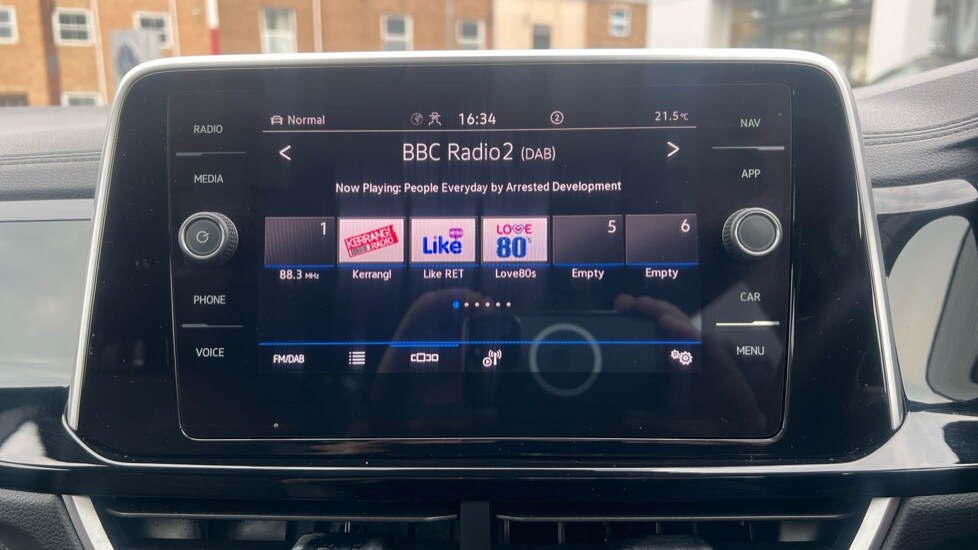 RADIO
MEDIA
PHONE
VOICE
Normal 16:34 2 21.5°C
< BBC Radio2 (DAB) >
Now Playing: People Everyday by Arrested Development
1 5 6
KERRANG! RADIO
RETRO Like
LOVE 80s
88.3 MHz Kerrang! Like RET Love80s Empty Empty
FM/DAB
NAV
APP
CAR
MENU